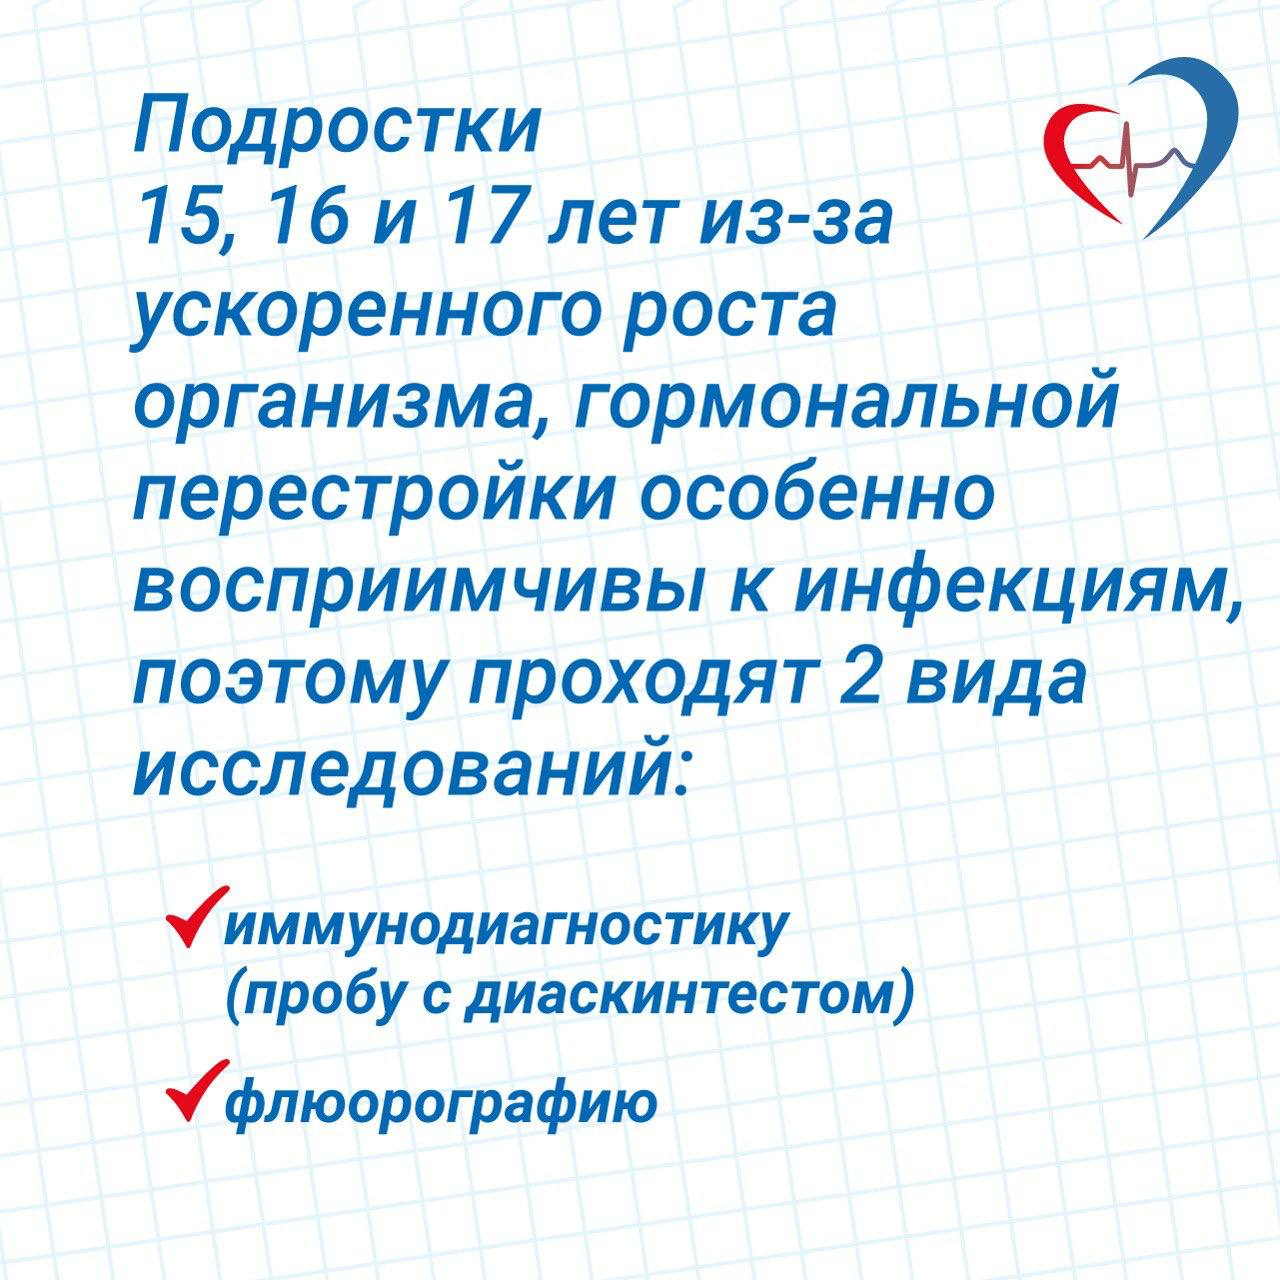 Подростки
15, 16 и 17 лет из-за
ускоренного роста
организма, гормональной
перестройки особенно
восприимчивы к инфекциям,
поэтому проходят 2 вида
исследований:
иммунодиагностику
(пробу с диаскинтестом)
флюорографию